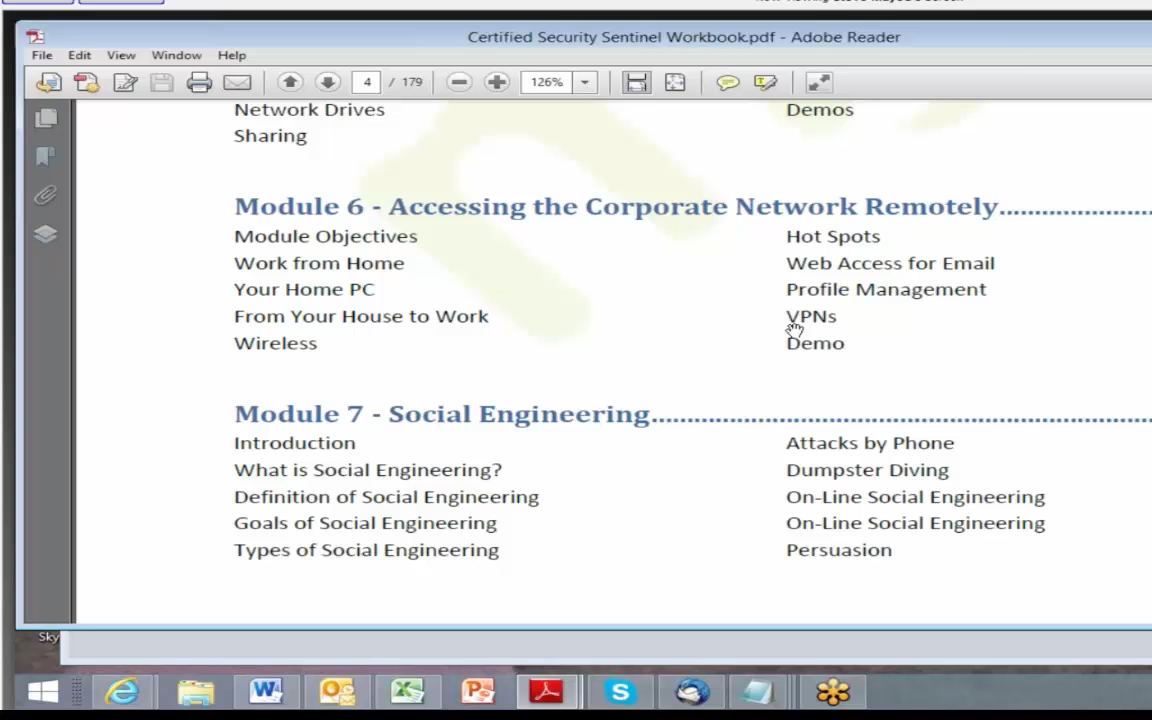 Certified Security Sentinel Workbook.pdf - Adobe Reader
File Edit View Window Help
4 / 179 126%
Network Drives Demos
Sharing
Module 6 - Accessing the Corporate Network Remotely
Module Objectives Hot Spots
Work from Home Web Access for Email
Your Home PC Profile Management
From Your House to Work VPNs
Wireless Demo
Module 7 - Social Engineering
Introduction Attacks by Phone
What is Social Engineering? Dumpster Diving
Definition of Social Engineering On-Line Social Engineering
Goals of Social Engineering On-Line Social Engineering
Types of Social Engineering Persuasion
Sky